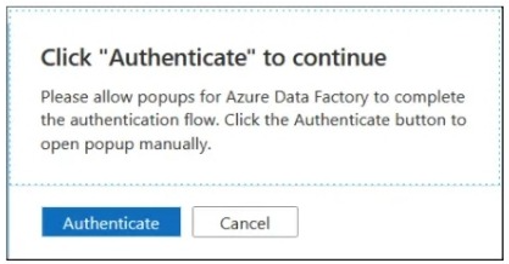 Click "Authenticate" to continue
Please allow popups for Azure Data Factory to complete
the authentication flow. Click the Authenticate button to
open popup manually.
Authenticate Cancel